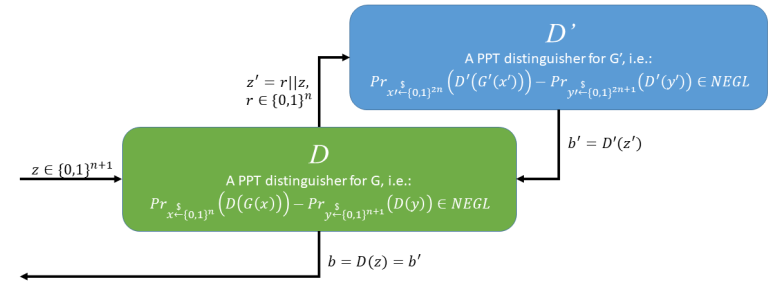 D'
A PPT distinguisher for G', i.e.:
Pr_{x'←$ {0,1}^{2n}}(D'(G'(x'))) − Pr_{y'←$ {0,1}^{2n+1}}(D'(y')) ∈ NEGL
z' = r||z,
r ∈ {0,1}^n
b' = D'(z')
z ∈ {0,1}^{n+1}
D
A PPT distinguisher for G, i.e.:
Pr_{x←$ {0,1}^n}(D(G(x))) − Pr_{y←$ {0,1}^{n+1}}(D(y)) ∈ NEGL
b = D(z) = b'